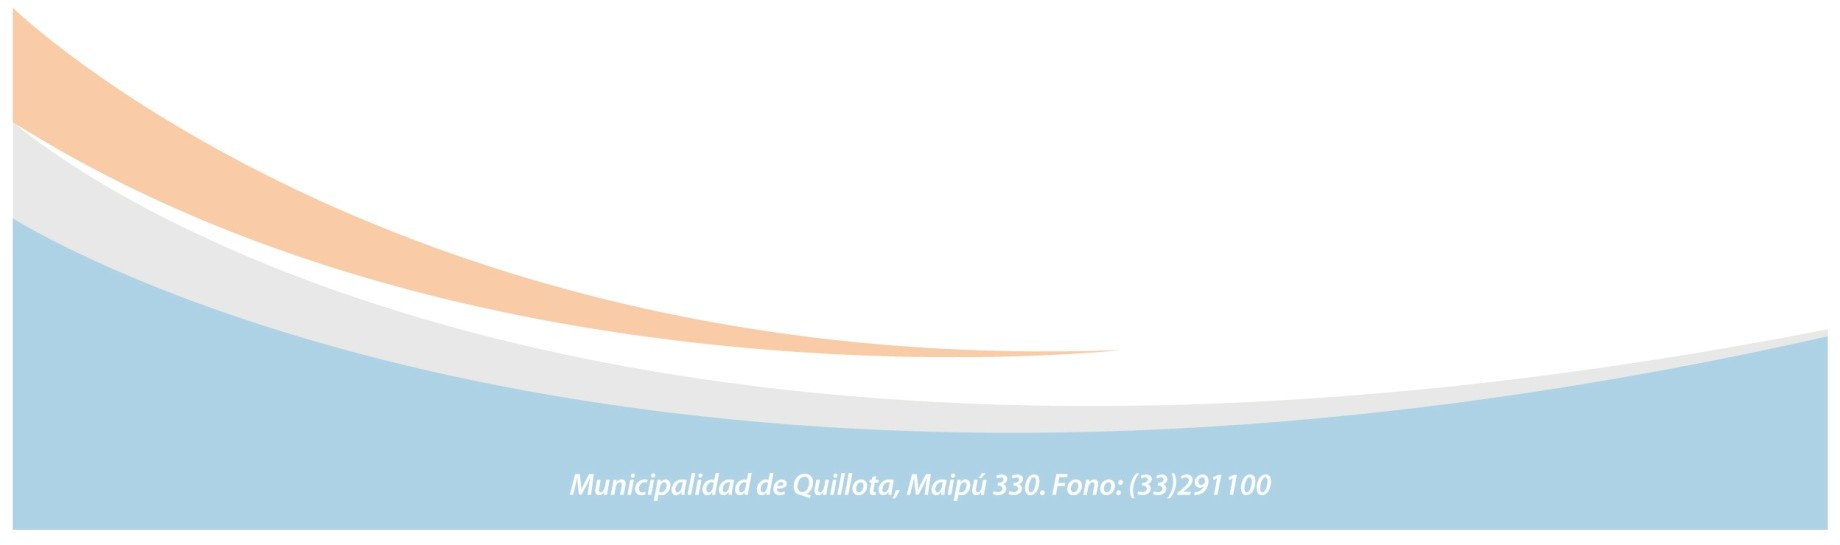 Municipalidad de Quillota, Maipú 330. Fono: (33)291100